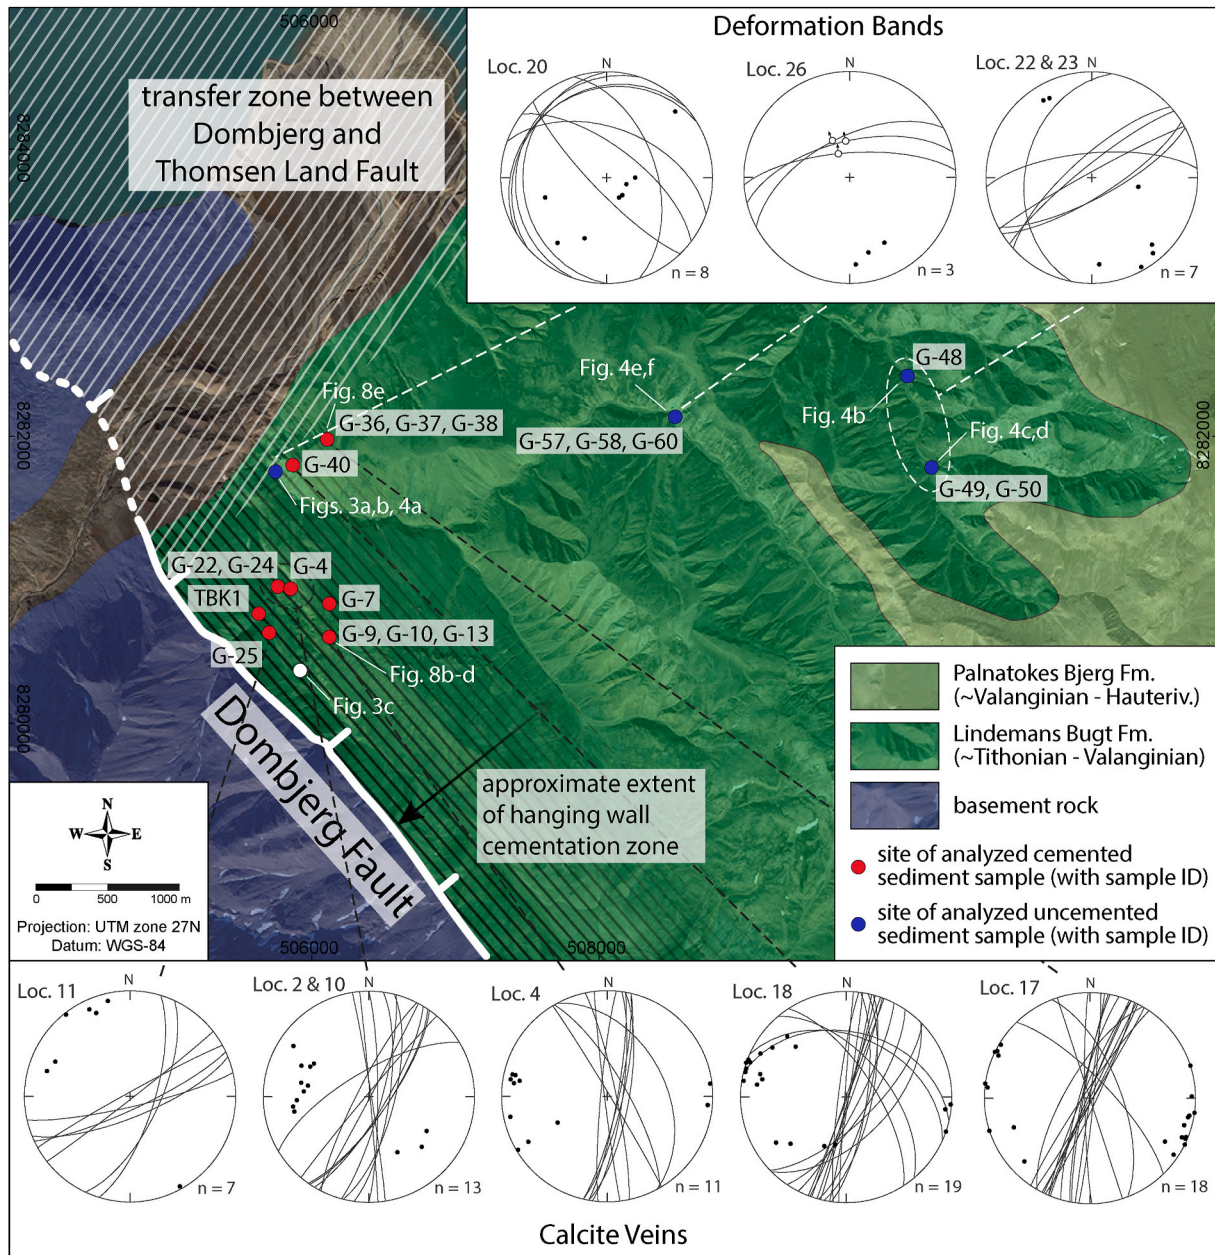 506000
Deformation Bands
Loc. 20
N
n = 8
Loc. 26
N
n = 3
Loc. 22 & 23
N
n = 7
transfer zone between
Dombjerg and
Thomsen Land Fault
8284000
8282000
8280000
8282000
Fig. 8e
G-36, G-37, G-38
G-40
Figs. 3a,b, 4a
Fig. 4e,f
G-57, G-58, G-60
G-48
Fig. 4b
Fig. 4c,d
G-49, G-50
G-22, G-24
G-4
TBK1
G-7
G-25
G-9, G-10, G-13
Fig. 8b-d
Fig. 3c
Dombjerg Fault
approximate extent
of hanging wall
cementation zone
Palnatokes Bjerg Fm.
(~Valanginian - Hauteriv.)
Lindemans Bugt Fm.
(~Tithonian - Valanginian)
basement rock
site of analyzed cemented
sediment sample (with sample ID)
site of analyzed uncemented
sediment sample (with sample ID)
N
W E
S
0 500 1000 m
Projection: UTM zone 27N
Datum: WGS-84
506000
508000
Loc. 11
N
n = 7
Loc. 2 & 10
N
n = 13
Loc. 4
N
n = 11
Loc. 18
N
n = 19
Loc. 17
N
n = 18
Calcite Veins